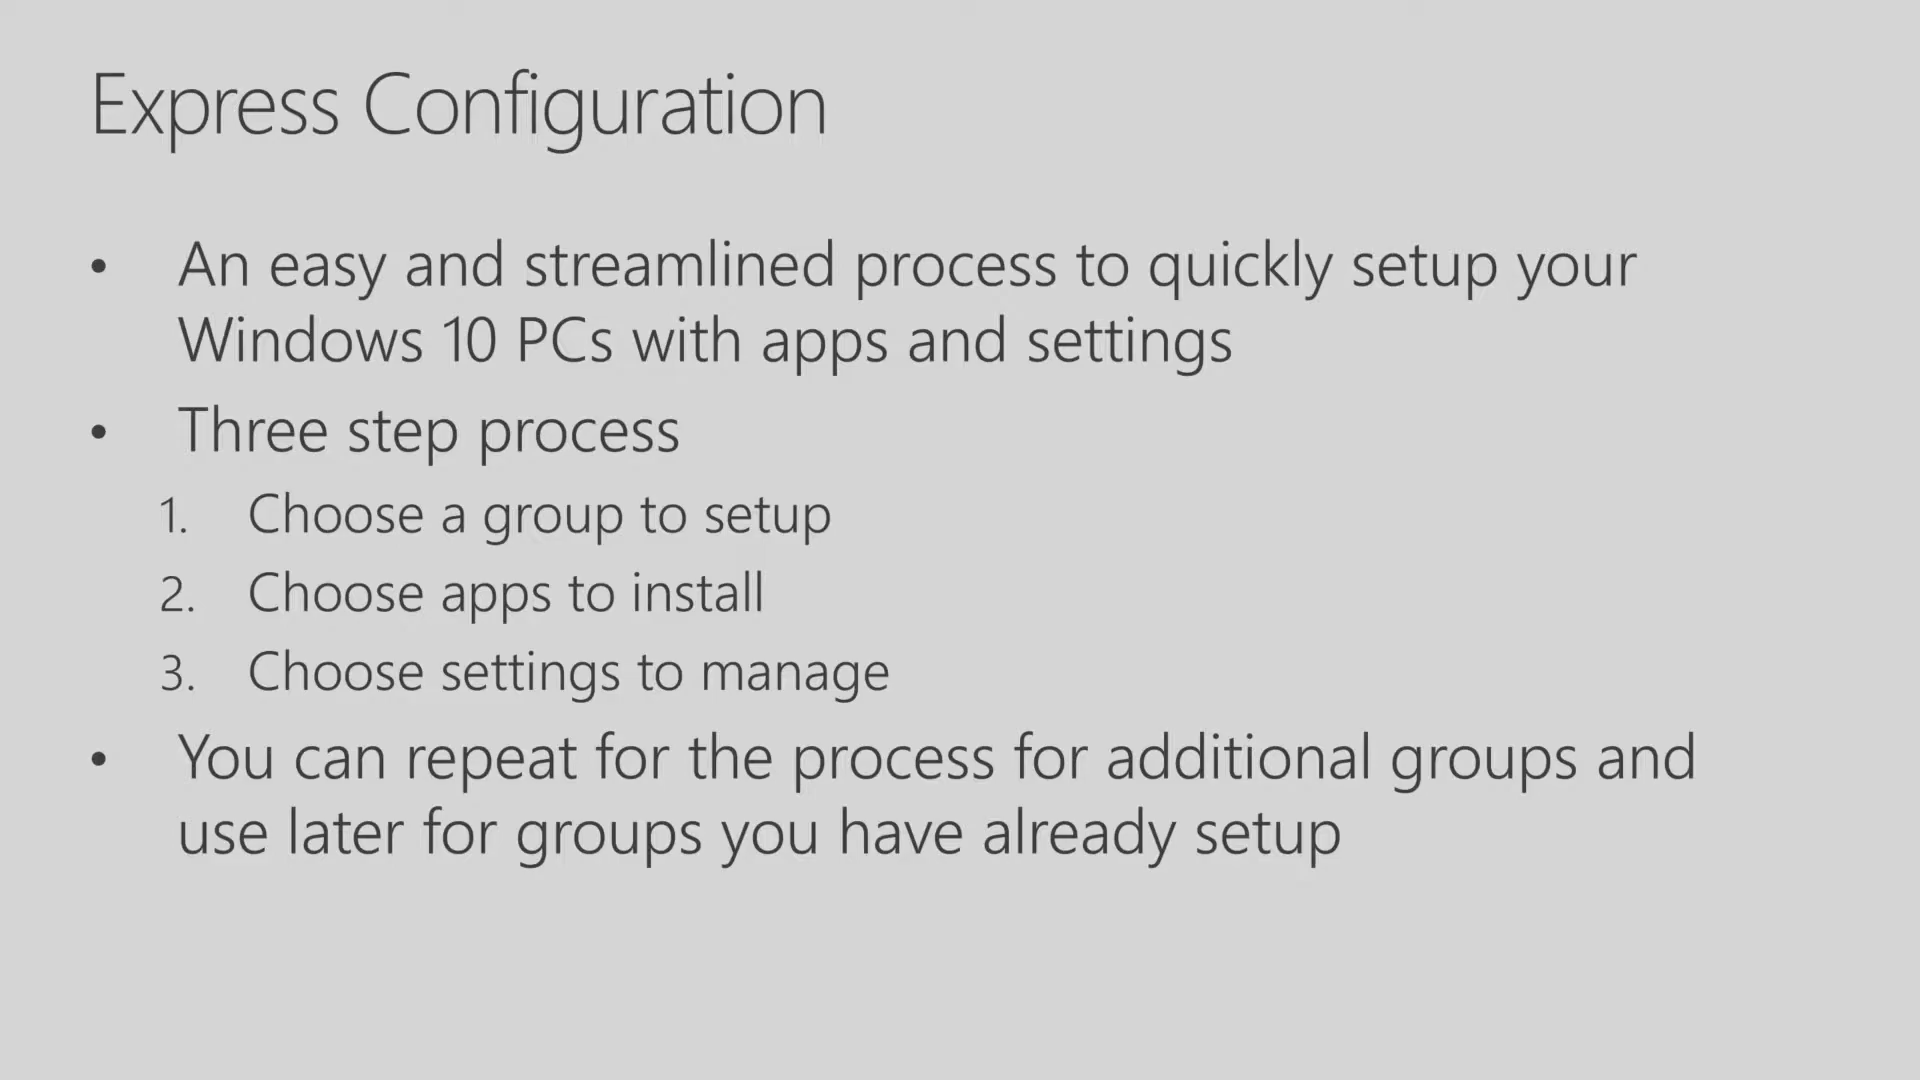 Express Configuration
• An easy and streamlined process to quickly setup your
Windows 10 PCs with apps and settings
• Three step process
1. Choose a group to setup
2. Choose apps to install
3. Choose settings to manage
• You can repeat for the process for additional groups and
use later for groups you have already setup